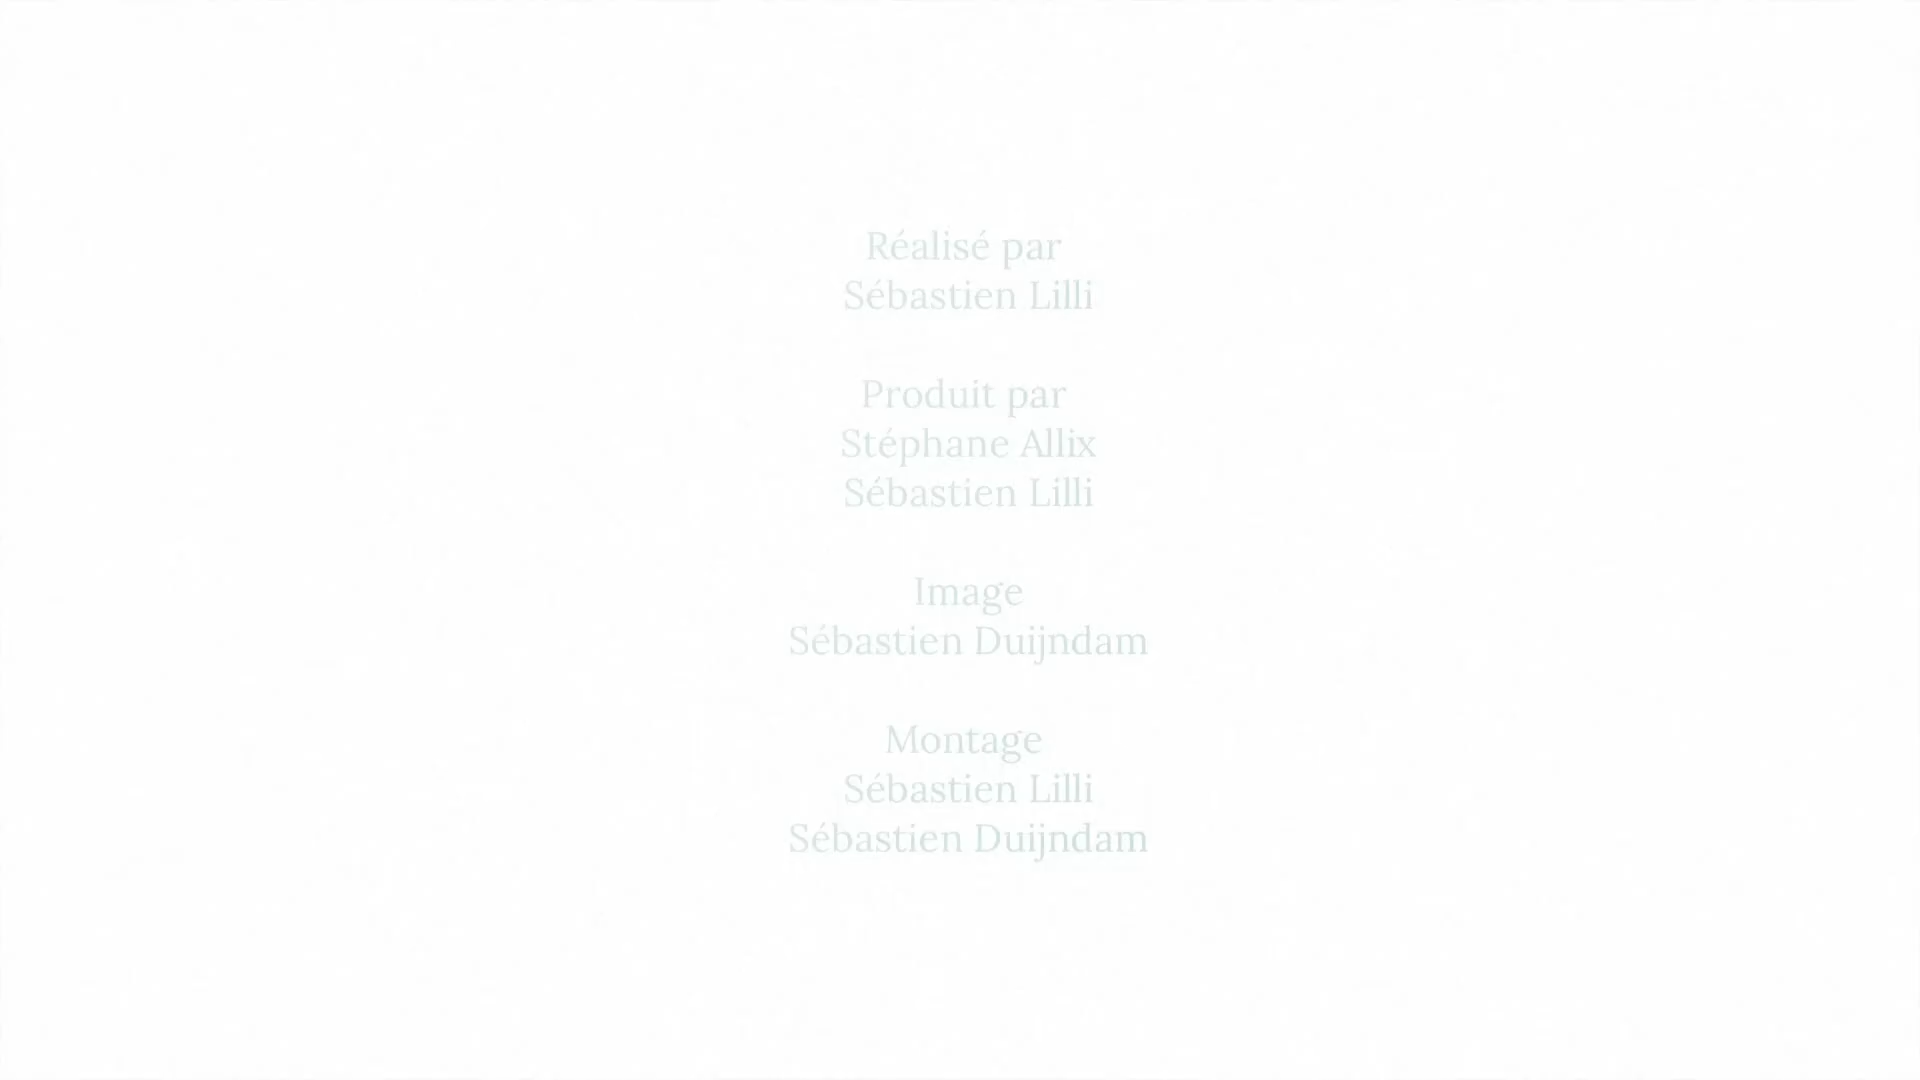 Réalisé par
Sébastien Lilli
Produit par
Stéphane Allix
Sébastien Lilli
Image
Sébastien Duijndam
Montage
Sébastien Lilli
Sébastien Duijndam